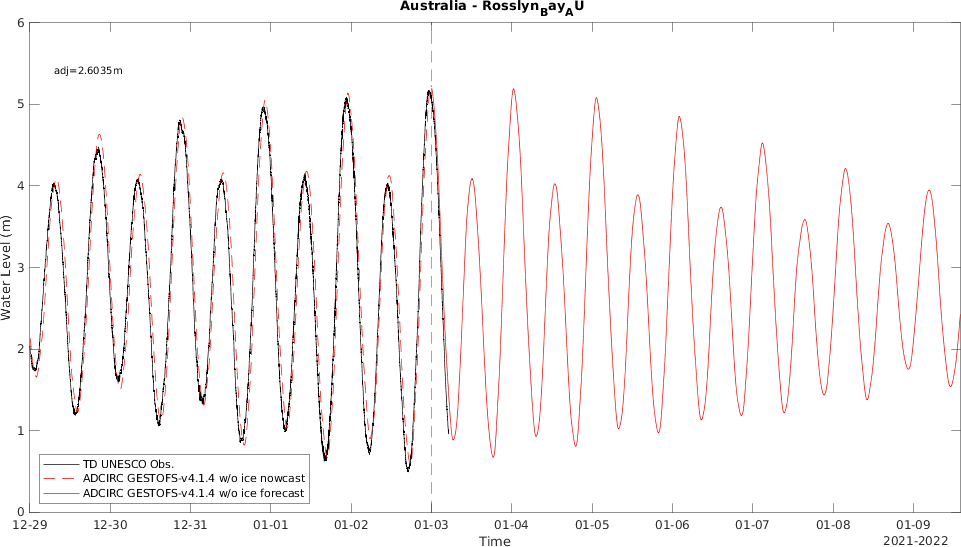 Australia - Rosslyn_Bay_AU
6
adj=2.6035m
5
4
3
2
1
0
Water Level (m)
TD UNESCO Obs.
ADCIRC GESTOFS-v4.1.4 w/o ice nowcast
ADCIRC GESTOFS-v4.1.4 w/o ice forecast
12-29 12-30 12-31 01-01 01-02 01-03 01-04 01-05 01-06 01-07 01-08 01-09
Time
2021-2022